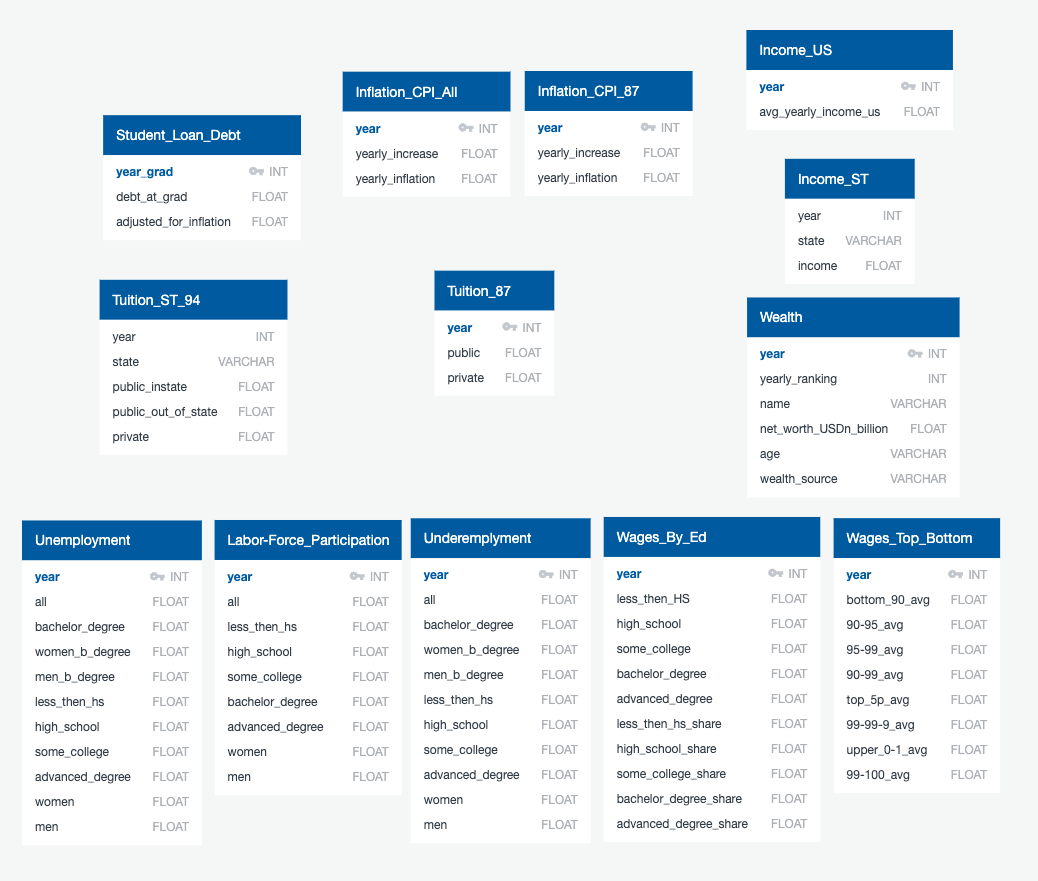 Income_US
year INT
avg_yearly_income_us FLOAT
Inflation_CPI_All
year INT
yearly_increase FLOAT
yearly_inflation FLOAT
Inflation_CPI_87
year INT
yearly_increase FLOAT
yearly_inflation FLOAT
Student_Loan_Debt
year_grad INT
debt_at_grad FLOAT
adjusted_for_inflation FLOAT
Income_ST
year INT
state VARCHAR
income FLOAT
Tuition_ST_94
year INT
state VARCHAR
public_instate FLOAT
public_out_of_state FLOAT
private FLOAT
Tuition_87
year INT
public FLOAT
private FLOAT
Wealth
year INT
yearly_ranking INT
name VARCHAR
net_worth_USDn_billion FLOAT
age VARCHAR
wealth_source VARCHAR
Unemployment
year INT
all FLOAT
bachelor_degree FLOAT
women_b_degree FLOAT
men_b_degree FLOAT
less_then_hs FLOAT
high_school FLOAT
some_college FLOAT
advanced_degree FLOAT
women FLOAT
men FLOAT
Labor-Force_Participation
year INT
all FLOAT
less_then_hs FLOAT
high_school FLOAT
some_college FLOAT
bachelor_degree FLOAT
advanced_degree FLOAT
women FLOAT
men FLOAT
Underemplyment
year INT
all FLOAT
bachelor_degree FLOAT
women_b_degree FLOAT
men_b_degree FLOAT
less_then_hs FLOAT
high_school FLOAT
some_college FLOAT
advanced_degree FLOAT
women FLOAT
men FLOAT
Wages_By_Ed
year INT
less_then_HS FLOAT
high_school FLOAT
some_college FLOAT
bachelor_degree FLOAT
advanced_degree FLOAT
less_then_hs_share FLOAT
high_school_share FLOAT
some_college_share FLOAT
bachelor_degree_share FLOAT
advanced_degree_share FLOAT
Wages_Top_Bottom
year INT
bottom_90_avg FLOAT
90-95_avg FLOAT
95-99_avg FLOAT
90-99_avg FLOAT
top_5p_avg FLOAT
99-99-9_avg FLOAT
upper_0-1_avg FLOAT
99-100_avg FLOAT